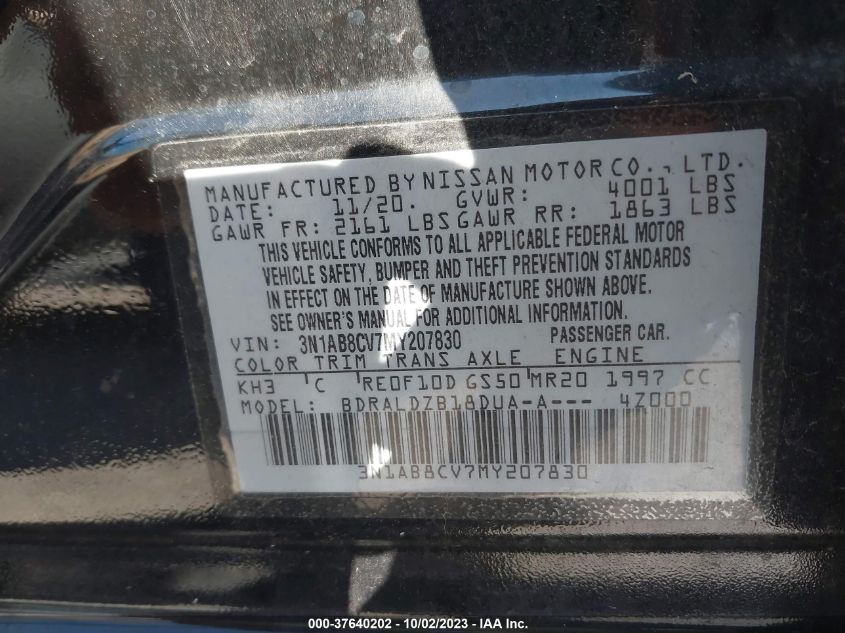 MANUFACTURED BY NISSAN MOTOR CO., LTD.
DATE: 11/20. GVWR: 4001 LBS
GAWR FR: 2161 LBS GAWR RR: 1863 LBS
THIS VEHICLE CONFORMS TO ALL APPLICABLE FEDERAL MOTOR
VEHICLE SAFETY, BUMPER AND THEFT PREVENTION STANDARDS
IN EFFECT ON THE DATE OF MANUFACTURE SHOWN ABOVE.
SEE OWNER'S MANUAL FOR ADDITIONAL INFORMATION.
VIN: 3N1AB8CV7MY207830 PASSENGER CAR.
COLOR TRIM TRANS AXLE ENGINE
KH3 'C RE0F10D GS50 MR20 1997 CC
MODEL: BDRALDZB18DUA-A--- 4Z000
3N1AB8CV7MY207830
000-37640202 - 10/02/2023 - IAA Inc.